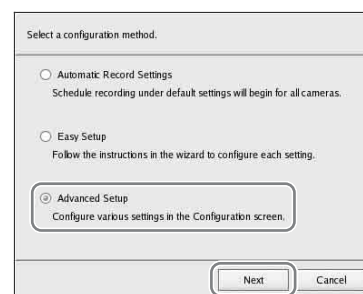 Select a configuration method.
Automatic Record Settings
Schedule recording under default settings will begin for all cameras.
Easy Setup
Follow the instructions in the wizard to configure each setting.
Advanced Setup
Configure various settings in the Configuration screen.
Next
Cancel